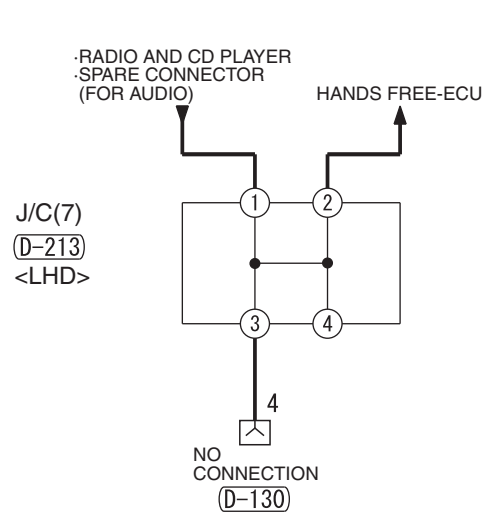 ·RADIO AND CD PLAYER
·SPARE CONNECTOR
(FOR AUDIO)
HANDS FREE-ECU
1
2
J/C(7)
(D-213)
<LHD>
3
4
4
NO
CONNECTION
(D-130)